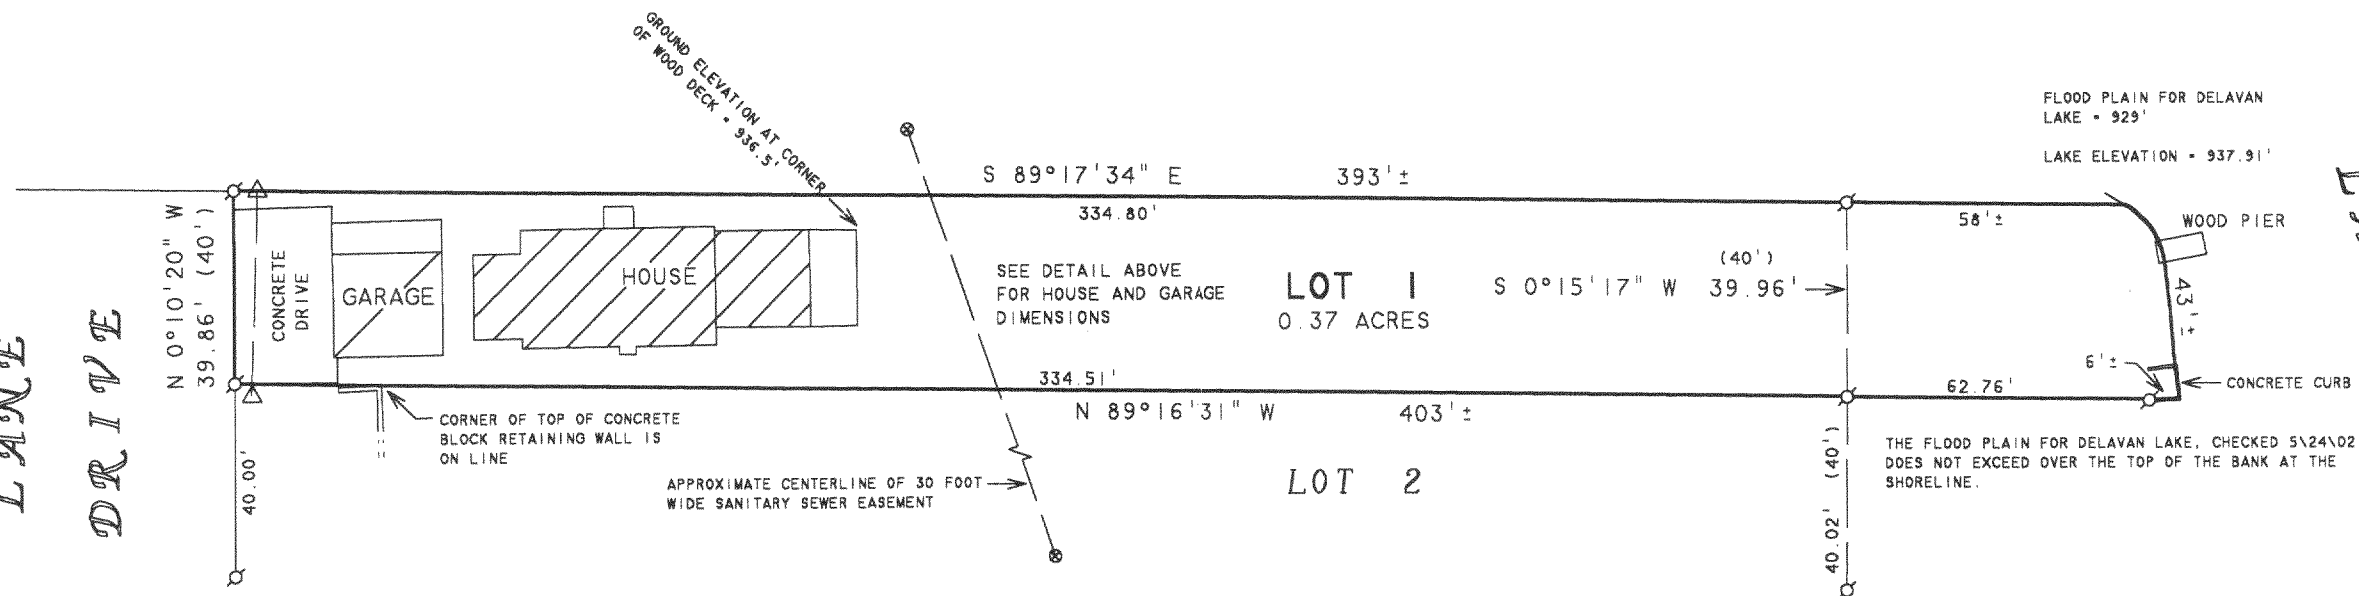 GROUND ELEVATION AT CORNER
OF WOOD DECK = 936.5'
FLOOD PLAIN FOR DELAVAN
LAKE = 929'
LAKE ELEVATION = 937.91'
S 89°17'34" E 393'±
334.80'
58'±
WOOD PIER
N 0°10'20" W
39.86' (40')
CONCRETE
DRIVE
GARAGE
HOUSE
SEE DETAIL ABOVE
FOR HOUSE AND GARAGE
DIMENSIONS
LOT 1
0.37 ACRES
(40')
S 0°15'17" W 39.96'
43'±
6'±
CONCRETE CURB
LANE
DRIVE
334.51'
62.76'
N 89°16'31" W 403'±
CORNER OF TOP OF CONCRETE
BLOCK RETAINING WALL IS
ON LINE
40.00'
APPROXIMATE CENTERLINE OF 30 FOOT
WIDE SANITARY SEWER EASEMENT
LOT 2
40.02' (40')
THE FLOOD PLAIN FOR DELAVAN LAKE, CHECKED 5\24\02
DOES NOT EXCEED OVER THE TOP OF THE BANK AT THE
SHORELINE.